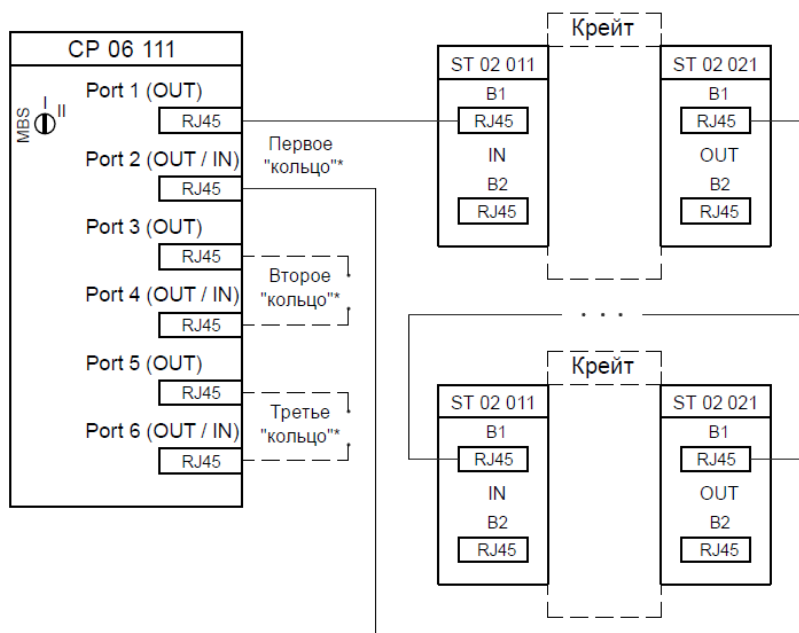 CP 06 111
MBS
I
II
Port 1 (OUT)
RJ45
Port 2 (OUT / IN)
RJ45
Port 3 (OUT)
RJ45
Port 4 (OUT / IN)
RJ45
Port 5 (OUT)
RJ45
Port 6 (OUT / IN)
RJ45
Первое
"кольцо"*
Второе
"кольцо"*
Третье
"кольцо"*
Крейт
ST 02 011
B1
RJ45
IN
B2
RJ45
ST 02 021
B1
RJ45
OUT
B2
RJ45
. . .
Крейт
ST 02 011
B1
RJ45
IN
B2
RJ45
ST 02 021
B1
RJ45
OUT
B2
RJ45